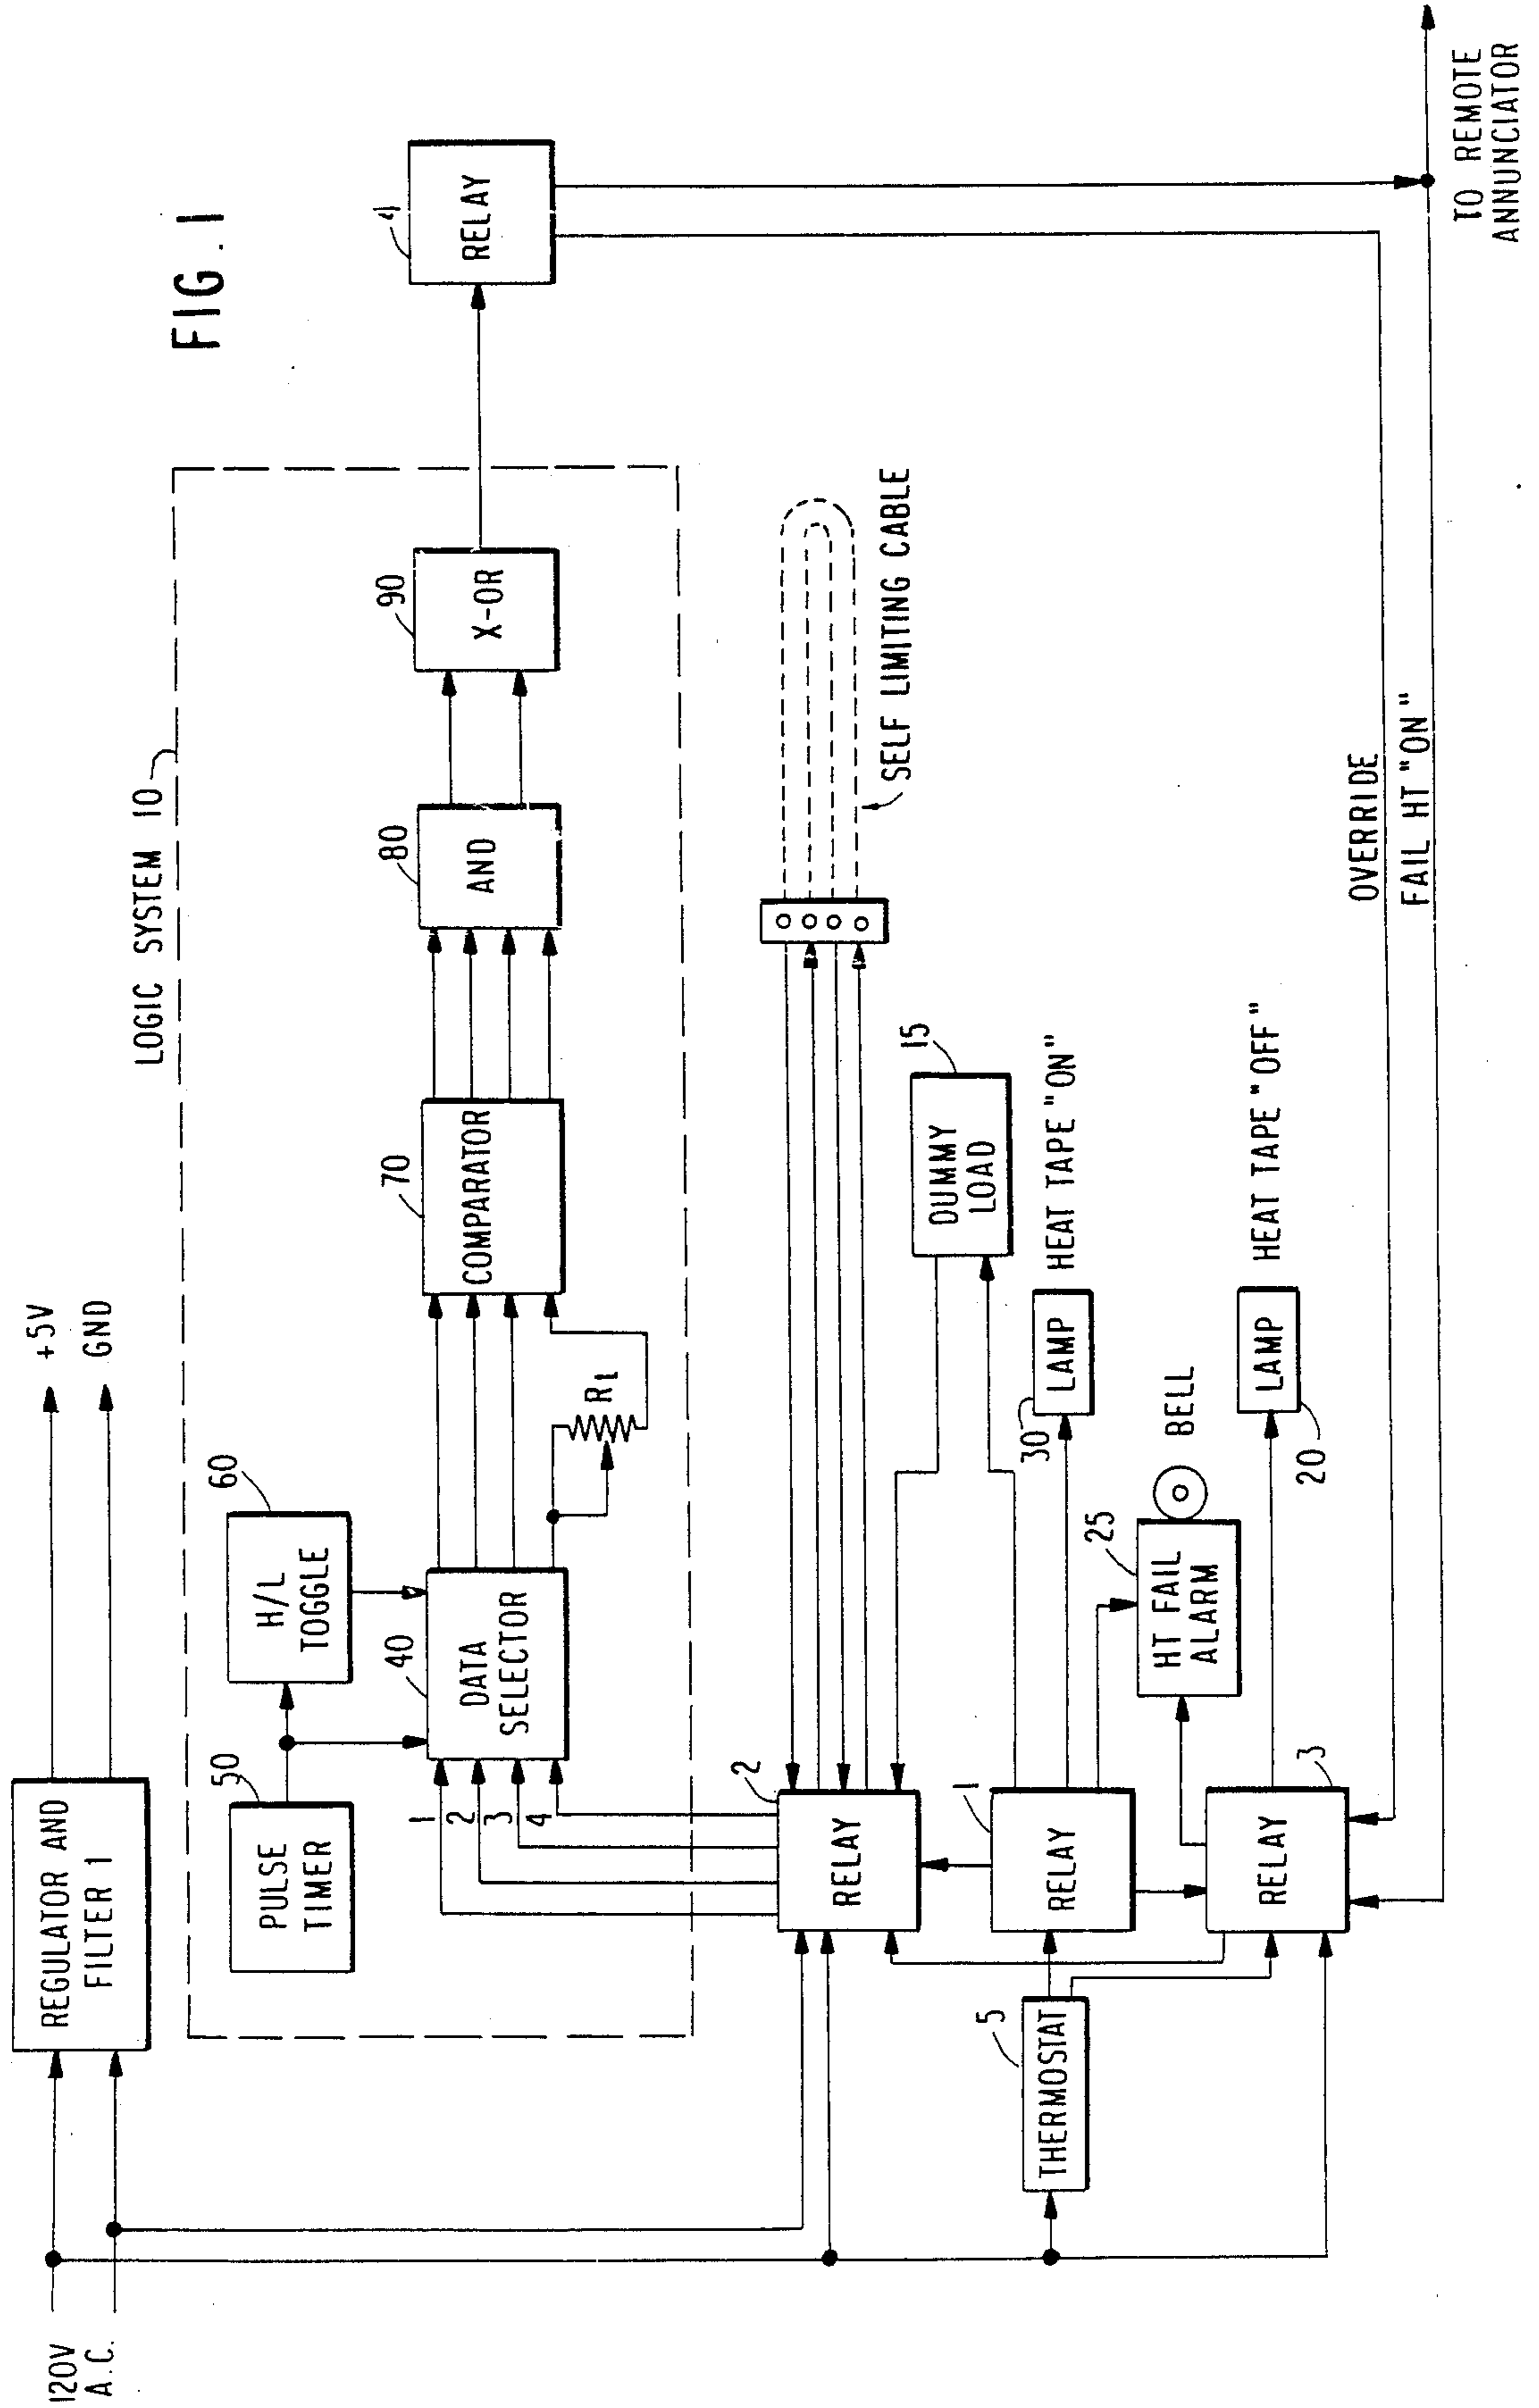 FIG. 1
120V
A.C.
REGULATOR AND
FILTER 1
+5V
GND
LOGIC SYSTEM 10
50
PULSE
TIMER
60
H/L
TOGGLE
40
DATA
SELECTOR
1
2
3
4
R1
70
COMPARATOR
80
AND
90
X-OR
4
RELAY
2
RELAY
SELF LIMITING CABLE
15
DUMMY
LOAD
5
THERMOSTAT
1
RELAY
30
LAMP
HEAT TAPE "ON"
25
HT FAIL
ALARM
BELL
3
RELAY
20
LAMP
HEAT TAPE "OFF"
OVERRIDE
FAIL HT "ON"
TO REMOTE
ANNUNCIATOR